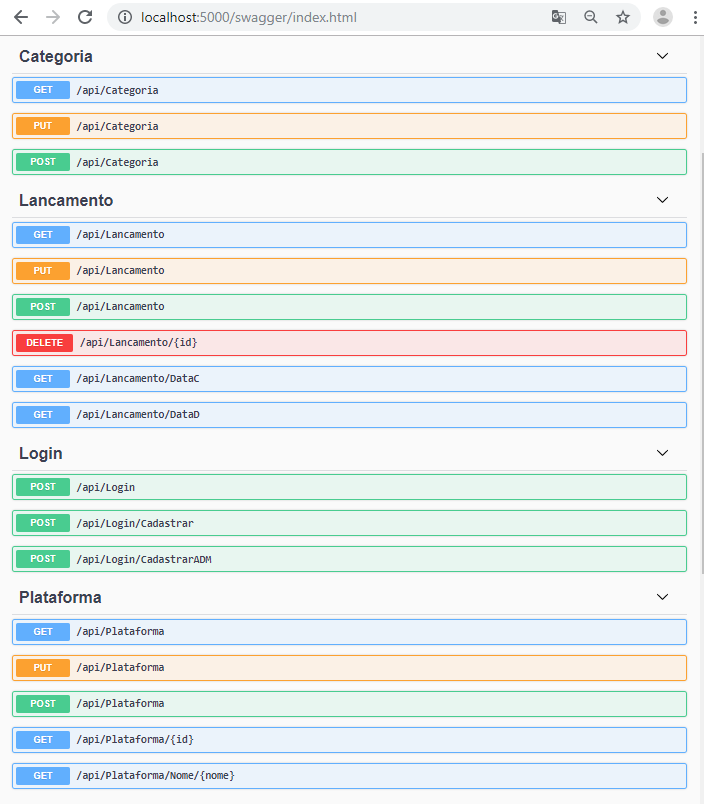 localhost:5000/swagger/index.html
Categoria
GET /api/Categoria
PUT /api/Categoria
POST /api/Categoria
Lancamento
GET /api/Lancamento
PUT /api/Lancamento
POST /api/Lancamento
DELETE /api/Lancamento/{id}
GET /api/Lancamento/DataC
GET /api/Lancamento/DataD
Login
POST /api/Login
POST /api/Login/Cadastrar
POST /api/Login/CadastrarADM
Plataforma
GET /api/Plataforma
PUT /api/Plataforma
POST /api/Plataforma
GET /api/Plataforma/{id}
GET /api/Plataforma/Nome/{nome}